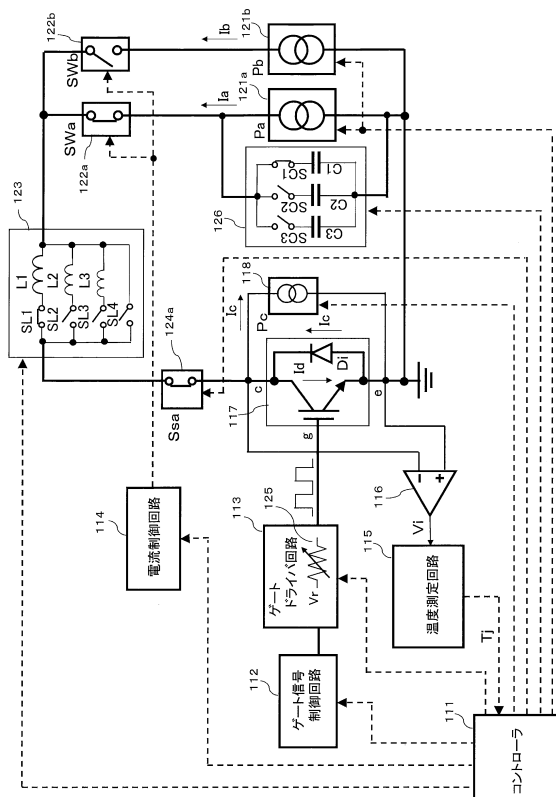 123
L1
L2
L3
SL1
SL2
SL3
SL4
122b
SWb
SWa
122a
Ib
121b
Pb
Ia
121a
Pa
126
SC1
SC2
SC3
C1
C2
C3
124a
Ssa
Ic
118
Pc
Ic
117
c
Id
Di
g
e
114
電流制御回路
113
ゲート
ドライバ回路
125
Vr
112
ゲート信号
制御回路
116
−
+
Vi
115
温度測定回路
Tj
111
コントローラ